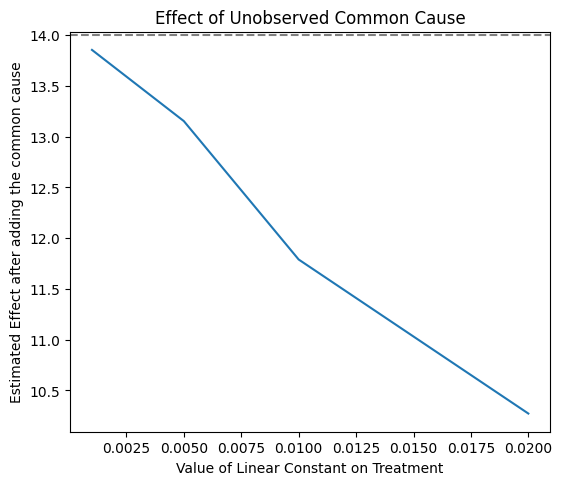 Effect of Unobserved Common Cause
Estimated Effect after adding the common cause
14.0
13.5
13.0
12.5
12.0
11.5
11.0
10.5
0.0025 0.0050 0.0075 0.0100 0.0125 0.0150 0.0175 0.0200
Value of Linear Constant on Treatment